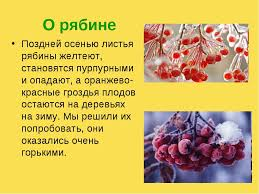 О рябине
• Поздней осенью листья
рябины желтеют,
становятся пурпурными
и опадают, а оранжево-
красные гроздья плодов
остаются на деревьях
на зиму. Мы решили их
попробовать, они
оказались очень
горькими.